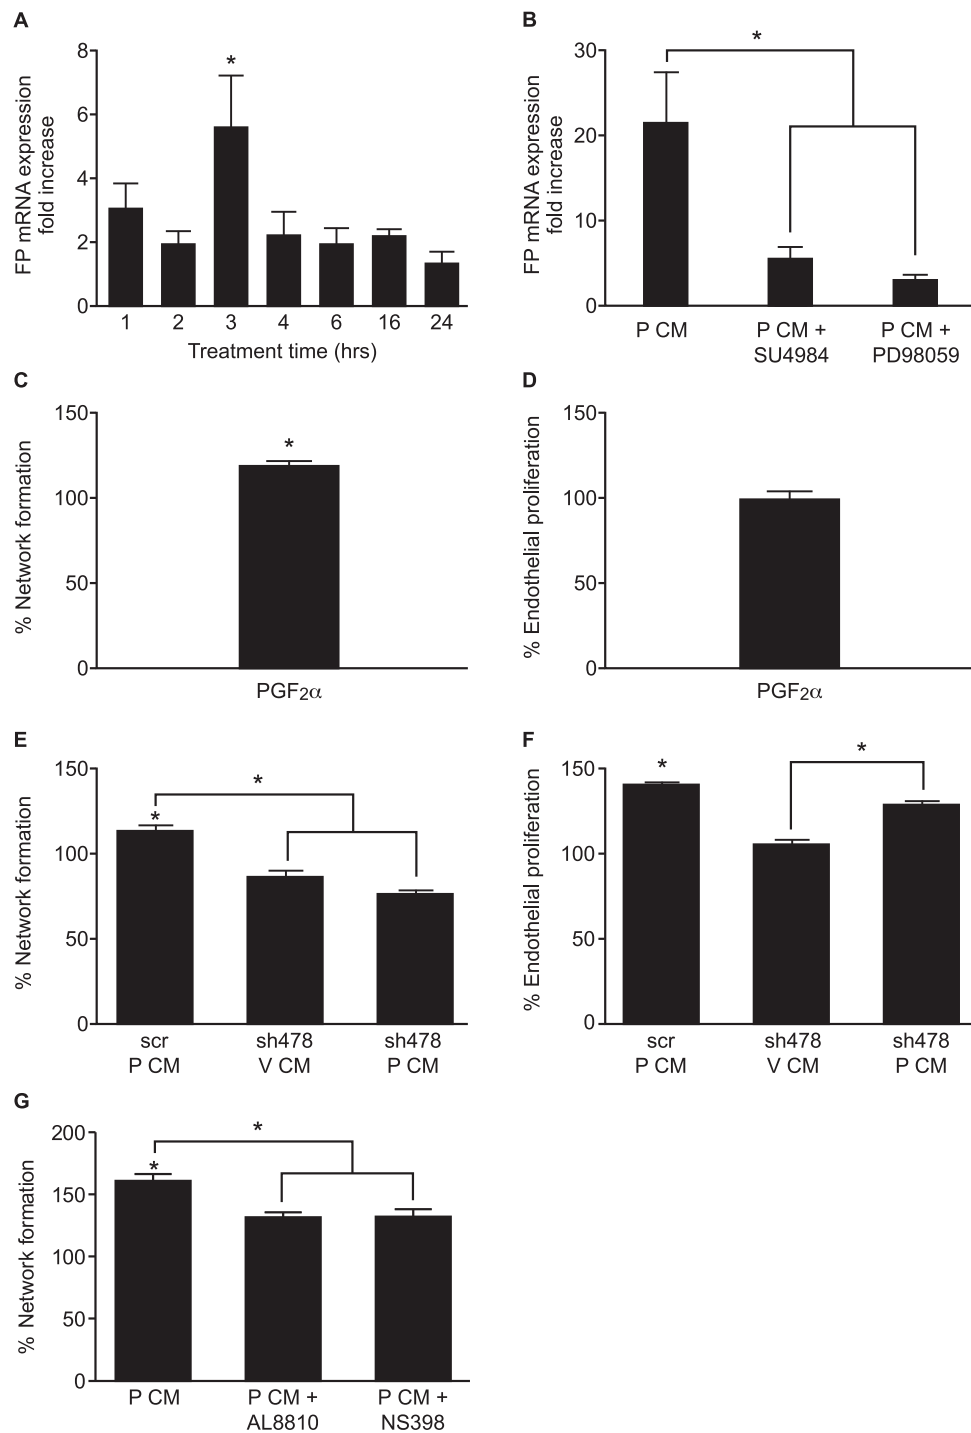 A
FP mRNA expression
fold increase
8
6
4
2
0
*
1 2 3 4 6 16 24
Treatment time (hrs)
B
FP mRNA expression
fold increase
30
20
10
0
*
P CM
P CM +
SU4984
P CM +
PD98059
C
% Network formation
150
100
50
0
*
PGF2α
D
% Endothelial proliferation
150
100
50
0
PGF2α
E
% Network formation
150
100
50
0
*
*
scr
P CM
sh478
V CM
sh478
P CM
F
% Endothelial proliferation
150
100
50
0
*
*
scr
P CM
sh478
V CM
sh478
P CM
G
% Network formation
200
150
100
50
0
*
*
P CM
P CM +
AL8810
P CM +
NS398